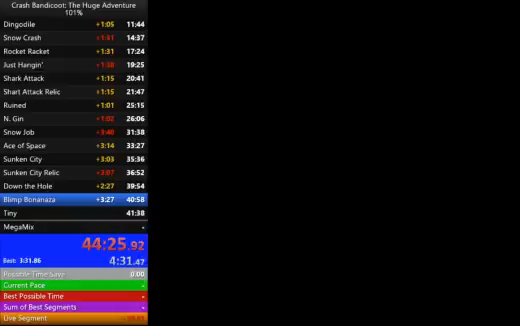 Crash Bandicoot: The Huge Adventure
101%
Dingodile +1:05 11:44
Snow Crash 14:37
Rocket Racket +1:31 17:24
Just Hangin' 19:25
Shark Attack +1:15 20:41
Shart Attack Relic +1:15 21:47
Ruined +1:01 25:15
N. Gin +1:02 26:06
Snow Job 31:38
Ace of Space +3:14 33:27
Sunken City +3:03 35:36
Sunken City Relic +3:07 36:52
Down the Hole +2:27 39:54
Blimp Bonanaza +3:27 40:58
Tiny 41:38
MegaMix -
44:25.92
Best: 3:31.86 4:31.47
Possible Time Save 0.00
Current Pace -
Best Possible Time -
Sum of Best Segments -
Live Segment